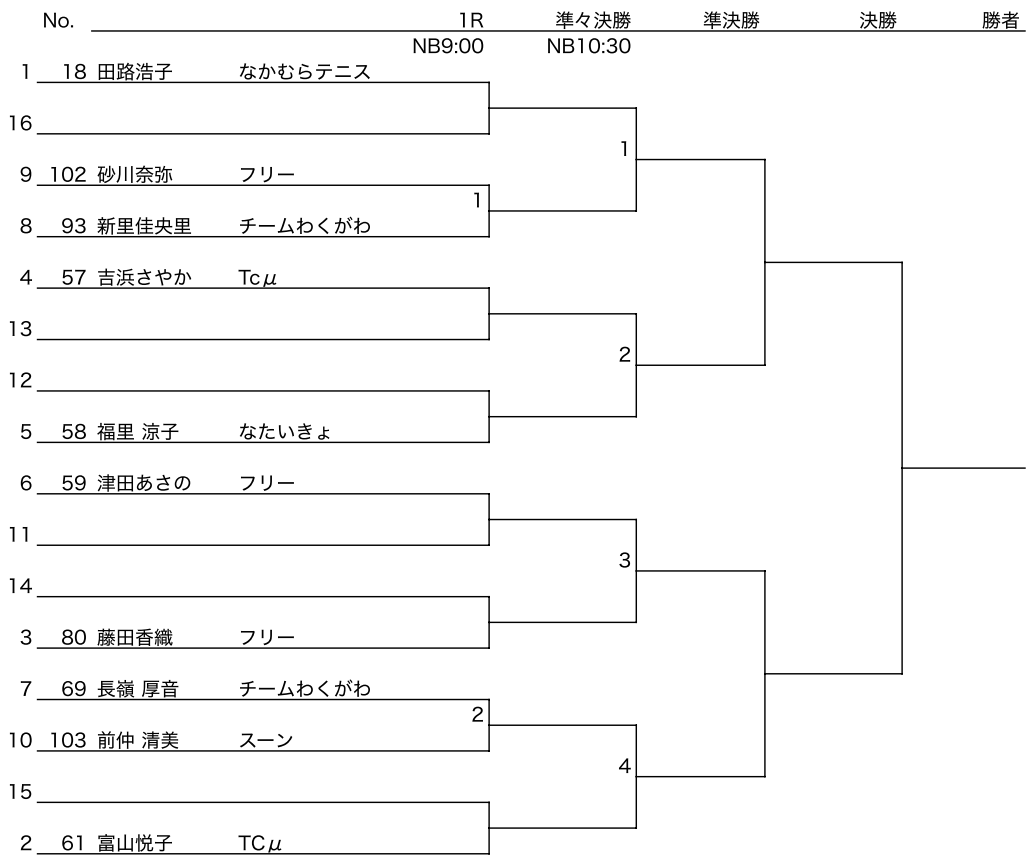 No. 1R 準々決勝 準決勝 決勝 勝者
NB9:00 NB10:30
1 18 田路浩子 なかむらテニス
16
1
9 102 砂川奈弥 フリー
1
8 93 新里佳央里 チームわくがわ
4 57 吉浜さやか Tcμ
13
2
12
5 58 福里 涼子 なたいきょ
6 59 津田あさの フリー
11
3
14
3 80 藤田香織 フリー
7 69 長嶺 厚音 チームわくがわ
2
10 103 前仲 清美 スーン
4
15
2 61 富山悦子 TCμ